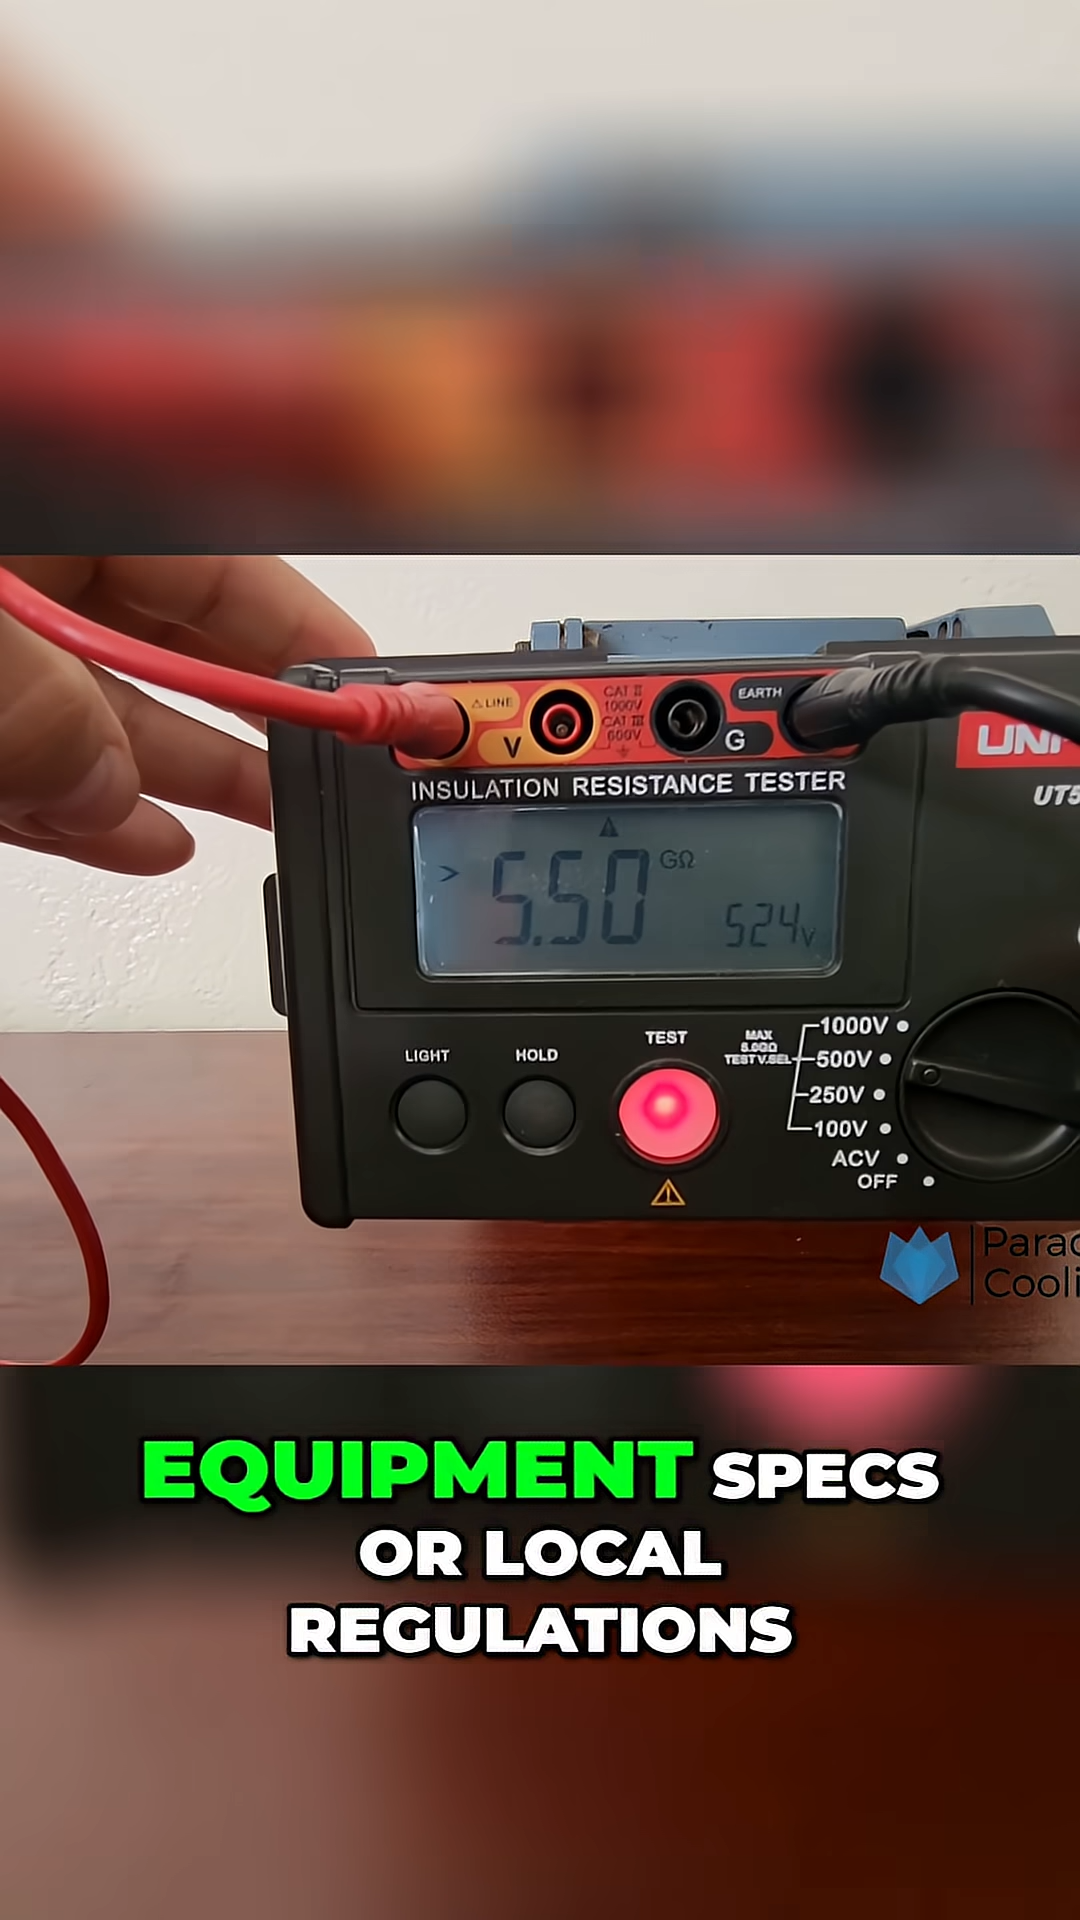 LINE
CAT II
1000V
CAT III
600V
EARTH
V
G
UNI-
UT5
INSULATION RESISTANCE TESTER
> 5.50 GΩ
524V
LIGHT
HOLD
TEST
MAX
5.0GΩ
TEST V.SEL
1000V
500V
250V
100V
ACV
OFF
Parad
Cooli
EQUIPMENT SPECS
OR LOCAL
REGULATIONS